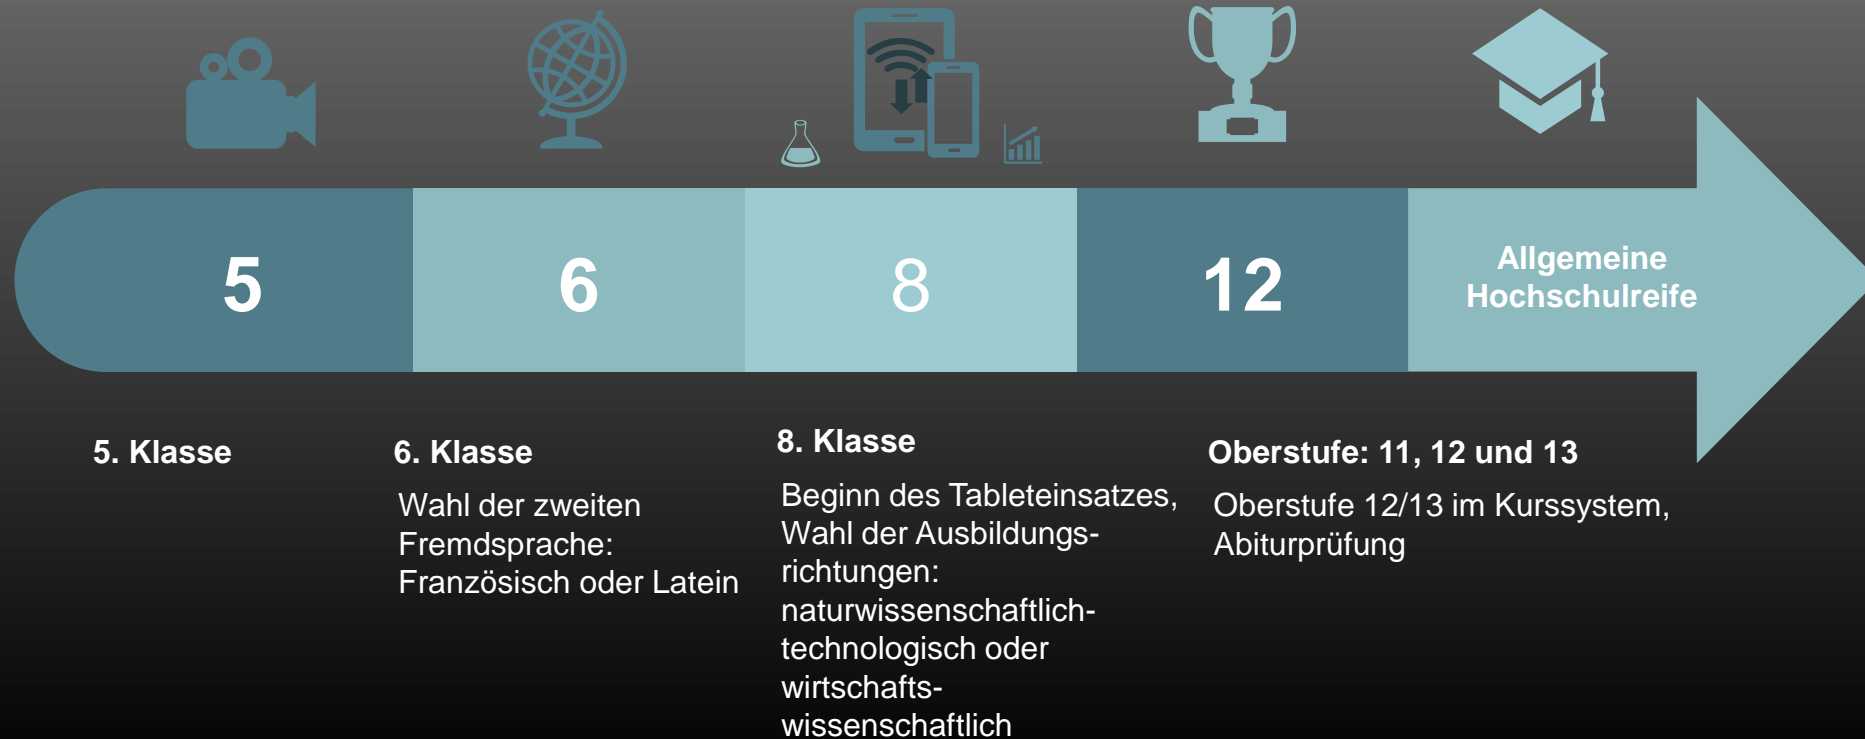 5
6
8
12
Allgemeine
Hochschulreife
5. Klasse
6. Klasse
Wahl der zweiten
Fremdsprache:
Französisch oder Latein
8. Klasse
Beginn des Tableteinsatzes,
Wahl der Ausbildungs-
richtungen:
naturwissenschaftlich-
technologisch oder
wirtschafts-
wissenschaftlich
Oberstufe: 11, 12 und 13
Oberstufe 12/13 im Kurssystem,
Abiturprüfung